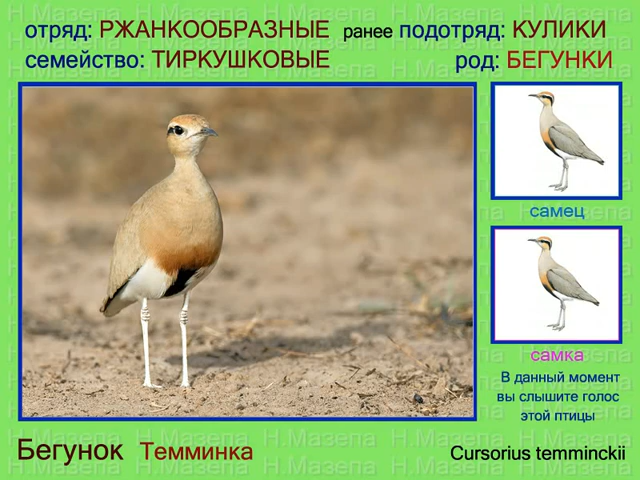 отряд: РЖАНКООБРАЗНЫЕ ранее подотряд: КУЛИКИ
семейство: ТИРКУШКОВЫЕ род: БЕГУНКИ
самец
самка
В данный момент
вы слышите голос
этой птицы
Бегунок Темминка Cursorius temminckii
Н.Мазепа